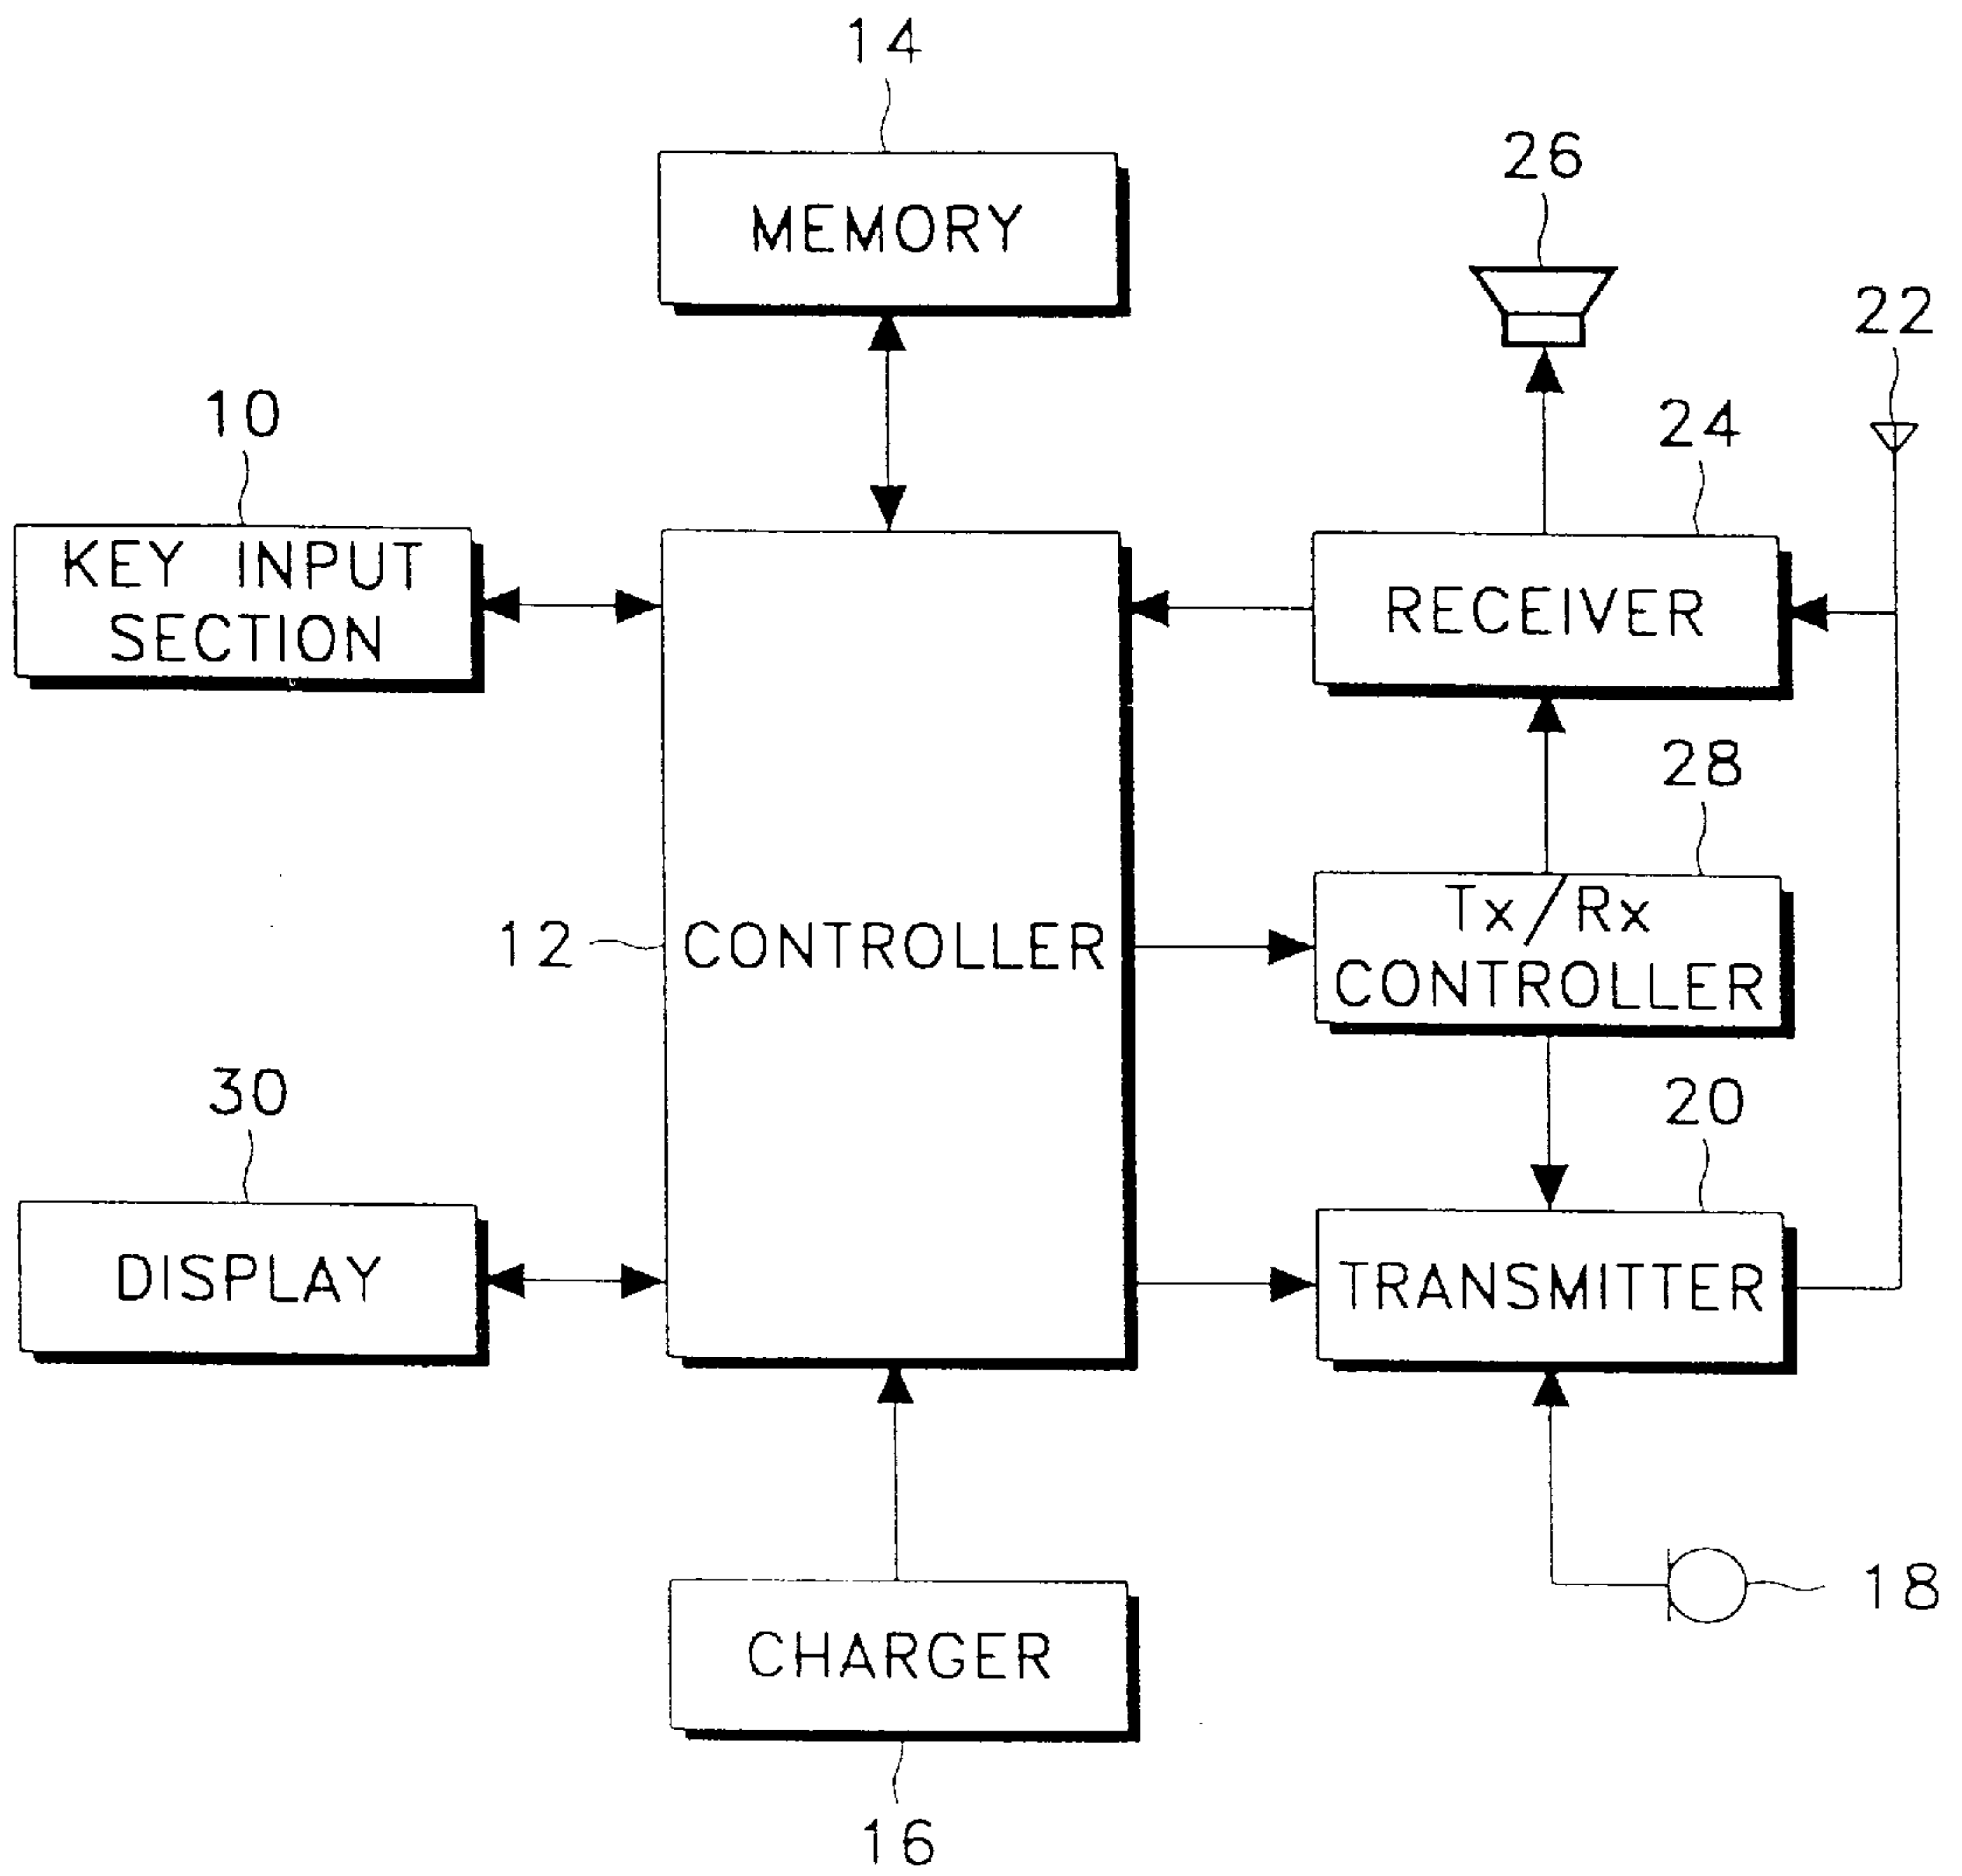 14
MEMORY
26
22
10
24
KEY INPUT
SECTION
RECEIVER
28
12
CONTROLLER
Tx/Rx
CONTROLLER
30
20
DISPLAY
TRANSMITTER
18
CHARGER
16